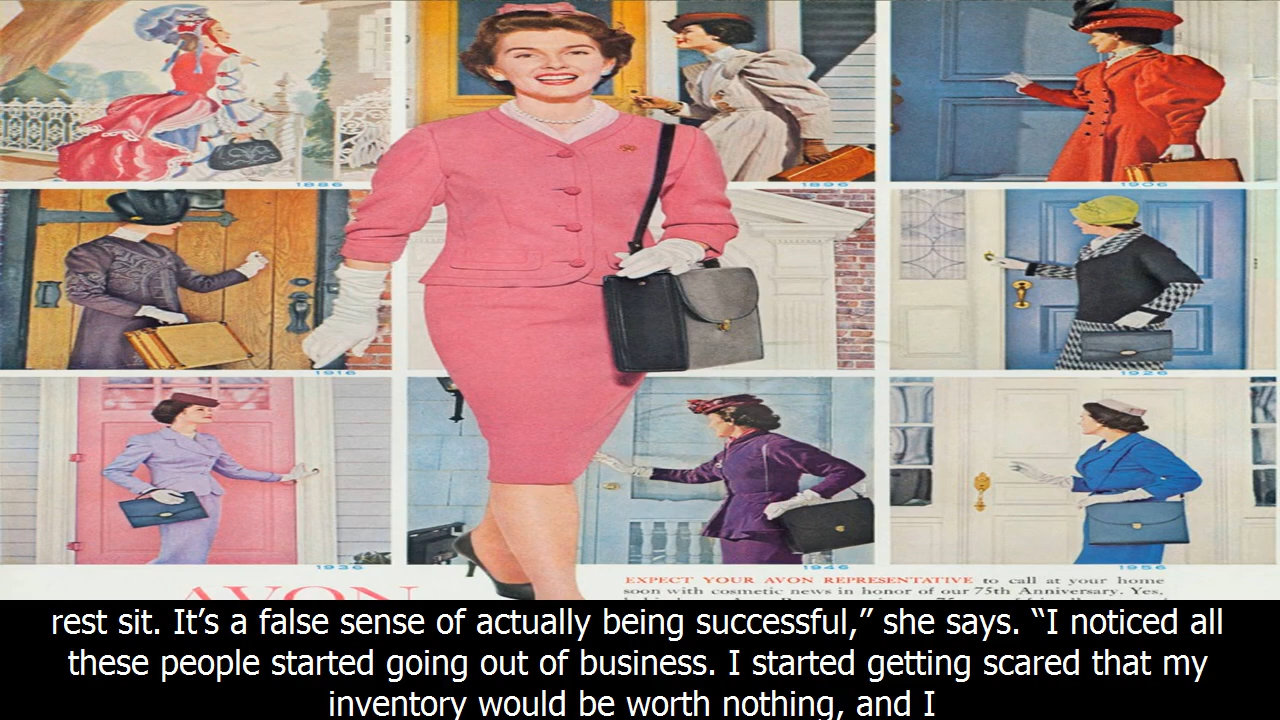 1886
1896
1906
1916
1926
1936
1946
1956
AVON
EXPECT YOUR AVON REPRESENTATIVE to call at your home
soon with cosmetic news in honor of our 75th Anniversary. Yes,
rest sit. It’s a false sense of actually being successful,” she says. “I noticed all
these people started going out of business. I started getting scared that my
inventory would be worth nothing, and I